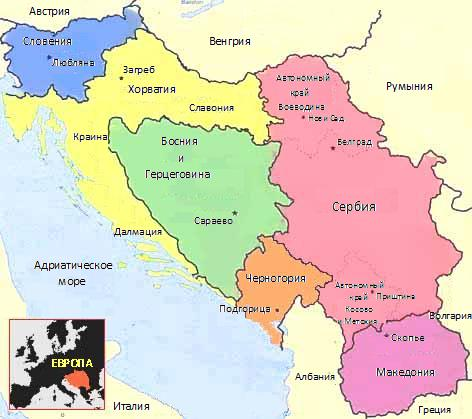 Австрия
Словения
Любляна
Венгрия
Загреб
Хорватия
Славония
Автономный
край
Воеводина
Нови Сад
Румыния
Белград
Краина
Босния
и
Герцеговина
Сараево
Сербия
Далмация
Адриатическое
море
Черногория
Подгорица
Автономный
край
Косово
и Метохия
Приштина
Болгария
Скопье
Македония
Албания
ЕВРОПА
Италия
Греция